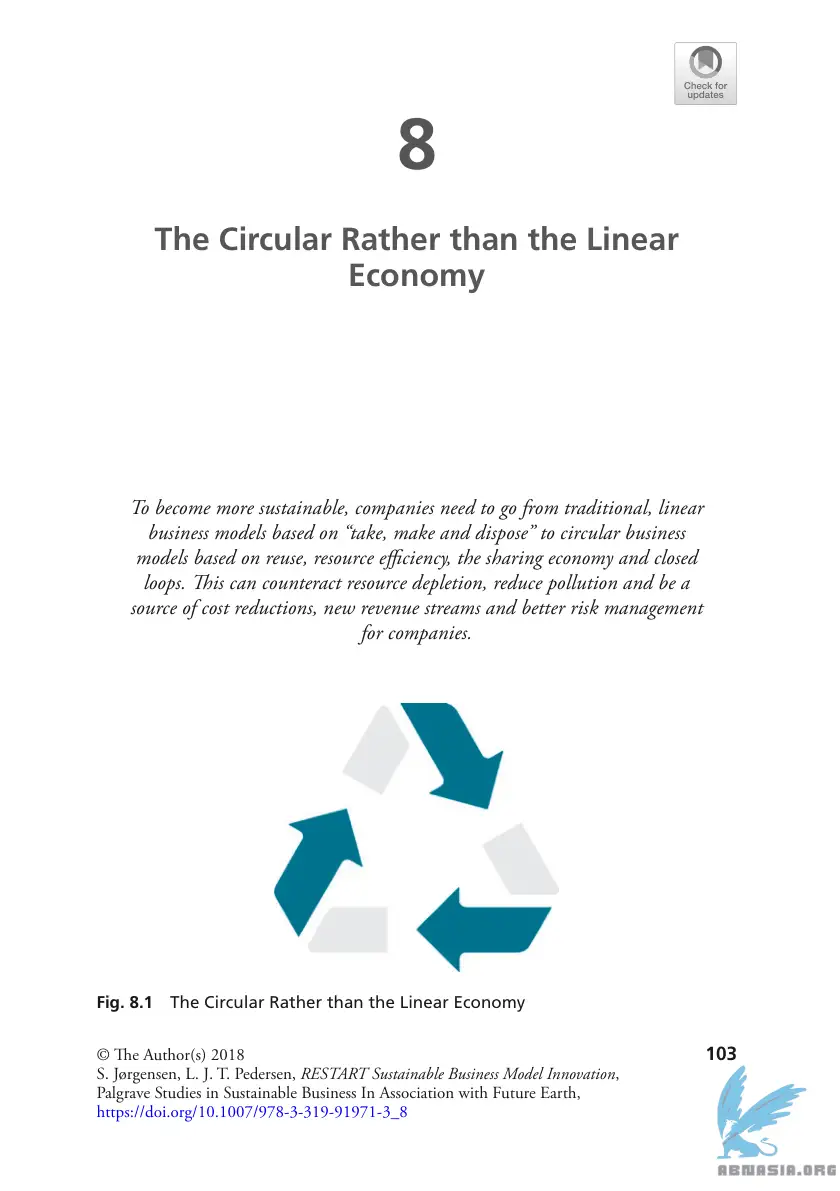 Check for
updates
8
The Circular Rather than the Linear
Economy
To become more sustainable, companies need to go from traditional, linear
business models based on “take, make and dispose” to circular business
models based on reuse, resource efficiency, the sharing economy and closed
loops. This can counteract resource depletion, reduce pollution and be a
source of cost reductions, new revenue streams and better risk management
for companies.
Fig. 8.1 The Circular Rather than the Linear Economy
© The Author(s) 2018
103
S. Jørgensen, L. J. T. Pedersen, RESTART Sustainable Business Model Innovation,
Palgrave Studies in Sustainable Business In Association with Future Earth,
https://doi.org/10.1007/978-3-319-91971-3_8
ABNASIA.ORG